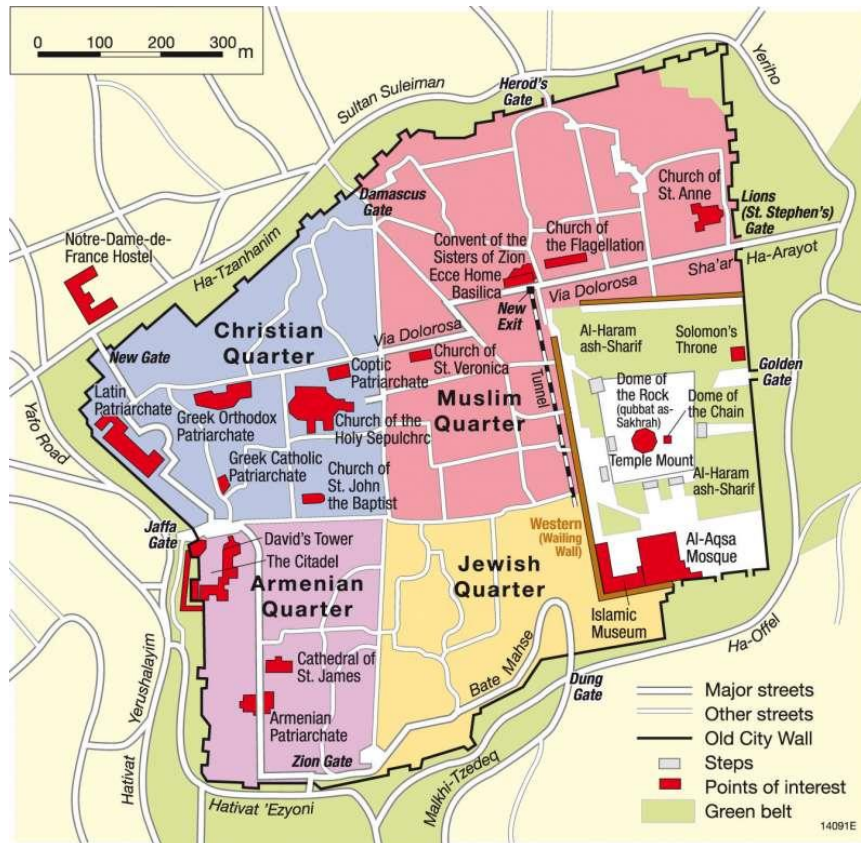 0 100 200 300 m
Sultan Suleiman
Yeriho
Herod's
Gate
Damascus
Gate
Church of
St. Anne
Lions
(St. Stephen's)
Gate
Notre-Dame-de-
France Hostel
Ha-Tzanhanim
Convent of the
Sisters of Zion
Ecce Home
Basilica
Church of
the Flagellation
Sha'ar Ha-Arayot
Via Dolorosa
New
Exit
Christian
Quarter
Via Dolorosa
New Gate
Al-Haram
ash-Sharif
Solomon's
Throne
Golden
Gate
Coptic
Patriarchate
Church of
St. Veronica
Tunnel
Latin
Patriarchate
Greek Orthodox
Patriarchate
Church of the
Holy Sepulchrc
Muslim
Quarter
Dome of
the Rock
(qubbat as-
Sakhrah)
Dome of
the Chain
Temple Mount
Yafo Road
Greek Catholic
Patriarchate
Church of
St. John
the Baptist
Al-Haram
ash-Sharif
Jaffa
Gate
David's Tower
The Citadel
Armenian
Quarter
Jewish
Quarter
Western
(Wailing
Wall)
Al-Aqsa
Mosque
Islamic
Museum
Ha-Offel
Cathedral of
St. James
Armenian
Patriarchate
Bate Mahse
Dung
Gate
Zion Gate
Yerushalayim
Hativat
Hativat 'Ezyoni
Malkhi-Tzedeq
Major streets
Other streets
Old City Wall
Steps
Points of interest
Green belt
14091E